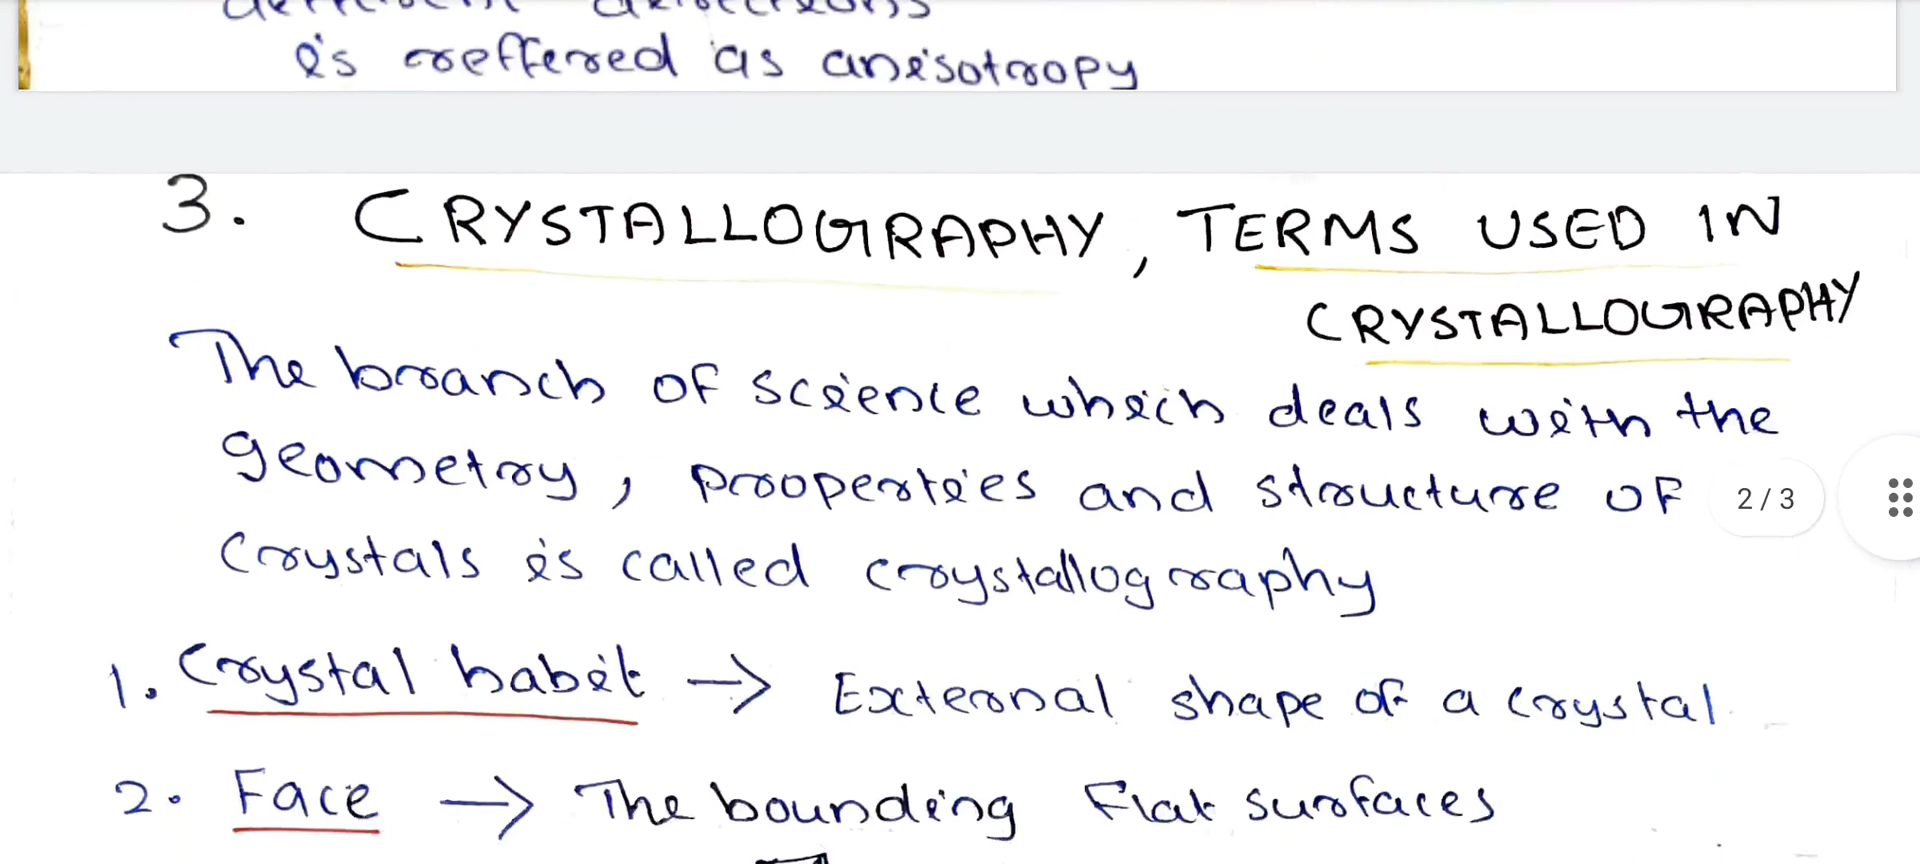 is reffered as anisotropy
3. CRYSTALLOGRAPHY, TERMS USED IN
CRYSTALLOGRAPHY
The branch of science which deals with the
geometry, properties and structure of
2/3
Crystals is called crystallography
1. Crystal habit → External shape of a crystal
2. Face → The bounding flat surfaces